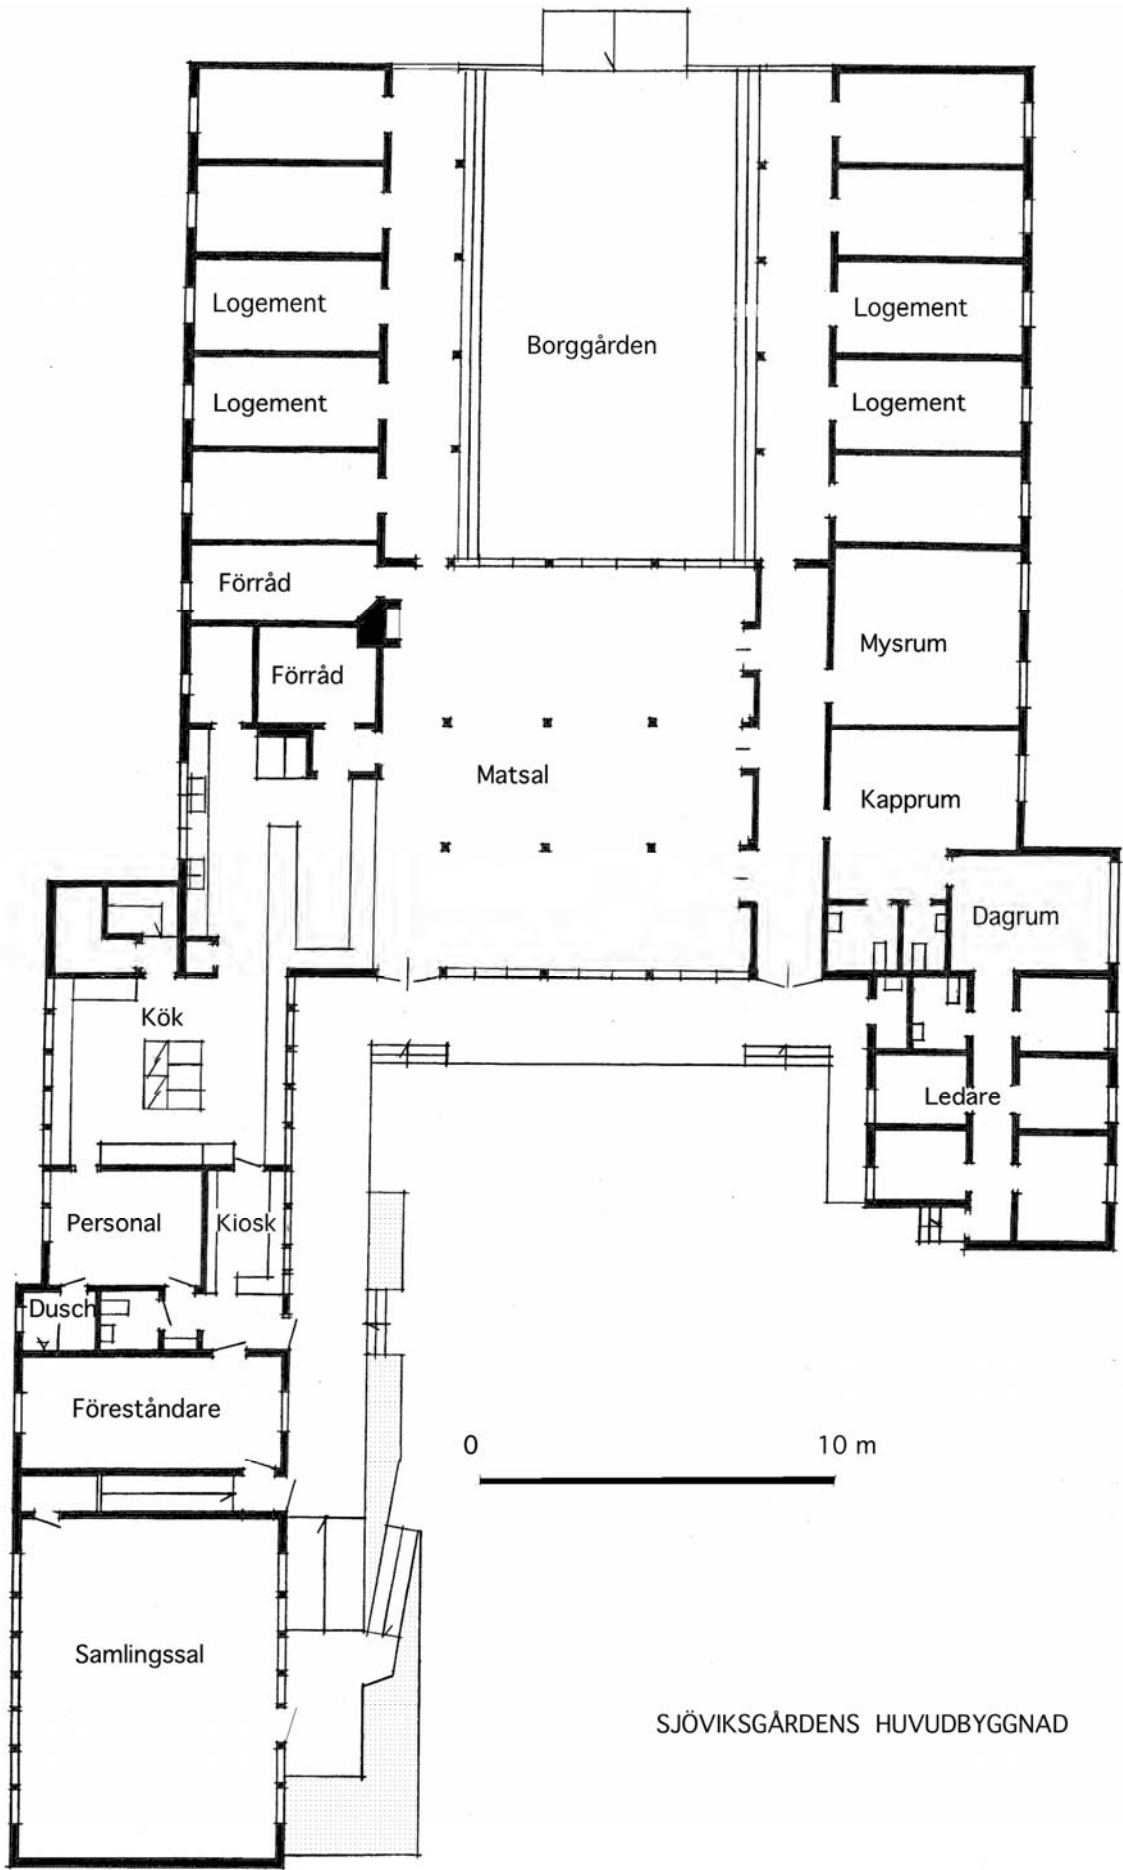 Logement
Logement
Borggården
Logement
Logement
Förråd
Förråd
Mysrum
Matsal
Kapprum
Dagrum
Kök
Ledare
Personal
Kiosk
Dusch
Föreståndare
0 10 m
Samlingssal
SJÖVIKSGÅRDENS HUVUDBYGGNAD